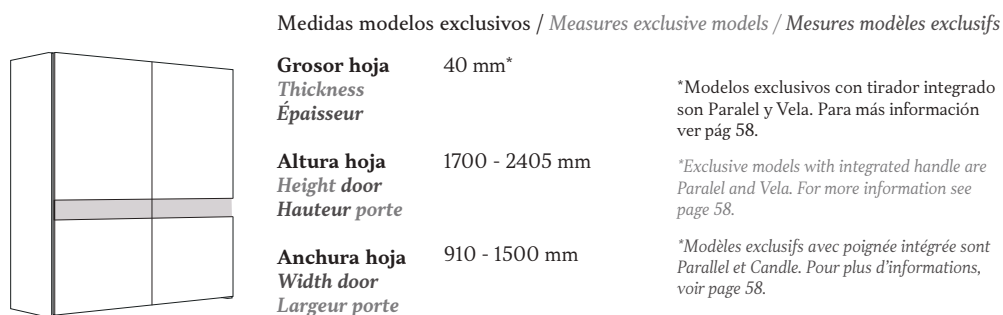 Medidas modelos exclusivos / Measures exclusive models / Mesures modèles exclusifs
Grosor hoja 40 mm*
Thickness
Épaisseur
Altura hoja 1700 - 2405 mm
Height door
Hauteur porte
Anchura hoja 910 - 1500 mm
Width door
Largeur porte
*Modelos exclusivos con tirador integrado
son Paralel y Vela. Para más información
ver pág 58.
*Exclusive models with integrated handle are
Paralel and Vela. For more information see
page 58.
*Modèles exclusifs avec poignée intégrée sont
Parallel et Candle. Pour plus d'informations,
voir page 58.